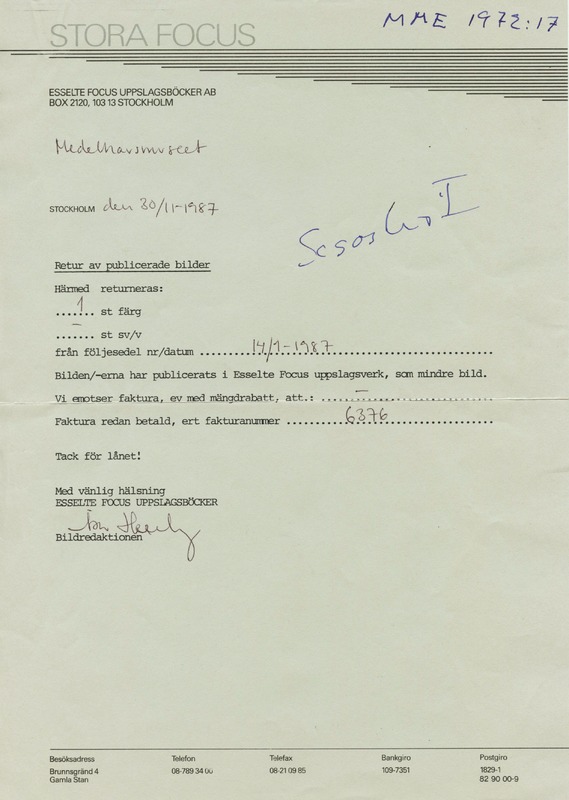 STORA FOCUS
MME 1972:17
ESSELTE FOCUS UPPSLAGSBÖCKER AB
BOX 2120, 103 13 STOCKHOLM
Medelhavsmuseet
STOCKHOLM den 30/11-1987
Sesostris I
Retur av publicerade bilder
Härmed returneras:
...1.... st färg
...–.... st sv/v
från följesedel nr/datum ........14/9-1987........
Bilden/-erna har publicerats i Esselte Focus uppslagsverk, som mindre bild.
Vi emotser faktura, ev med mängdrabatt, att.: ......–......
Faktura redan betald, ert fakturanummer ........6376........
Tack för lånet!
Med vänlig hälsning
ESSELTE FOCUS UPPSLAGSBÖCKER
Bildredaktionen
Besöksadress Telefon Telefax Bankgiro Postgiro
Brunnsgränd 4 08-789 34 00 08-21 09 85 109-7351 1829-1
Gamla Stan 82 90 00-9